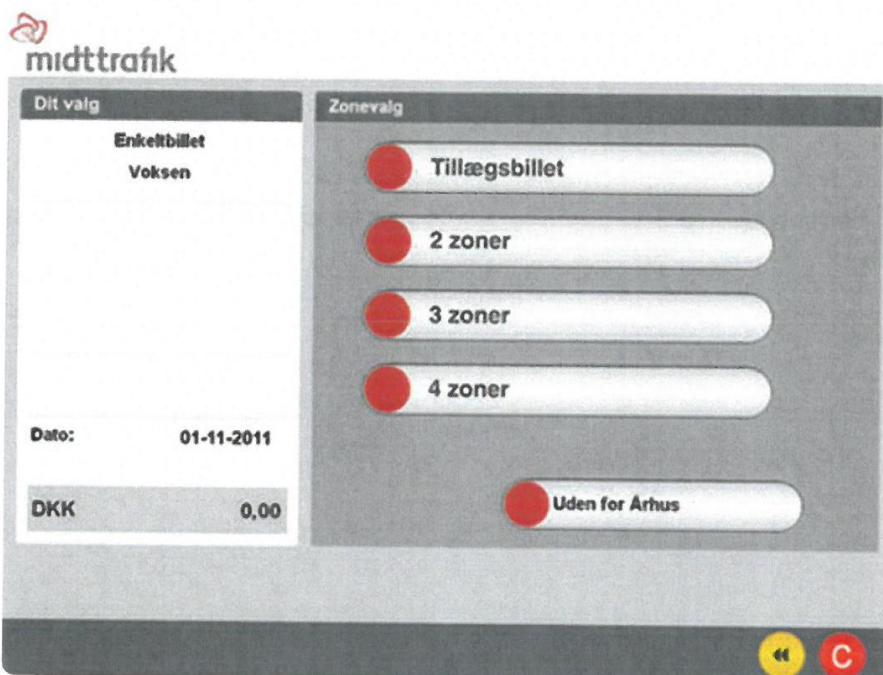 midttrafik
Dit valg
Enkeltbillet
Voksen
Dato: 01-11-2011
DKK 0,00
Zonevalg
Tillægsbillet
2 zoner
3 zoner
4 zoner
Uden for Århus
C